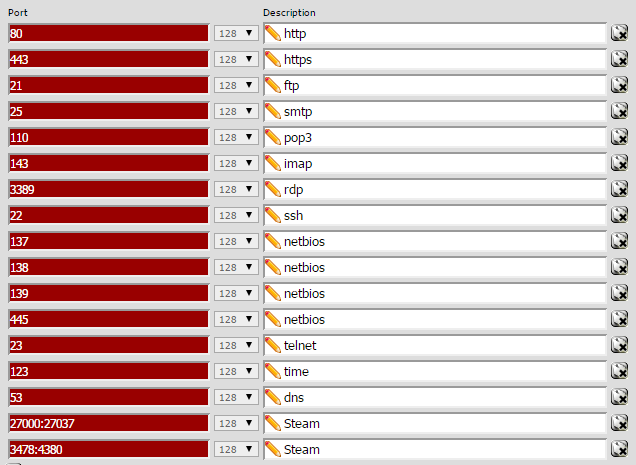 Port Description
80 128 http
443 128 https
21 128 ftp
25 128 smtp
110 128 pop3
143 128 imap
3389 128 rdp
22 128 ssh
137 128 netbios
138 128 netbios
139 128 netbios
445 128 netbios
23 128 telnet
123 128 time
53 128 dns
27000:27037 128 Steam
3478:4380 128 Steam